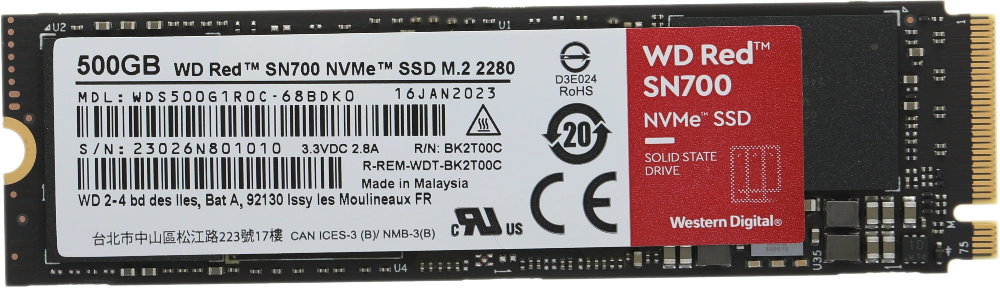 U2
U1
1
500GB WD Red™ SN700 NVMe™ SSD M.2 2280
MDL: WDS500G1R0C-68BDK0 16JAN2023
S/N: 23026N801010 3.3VDC 2.8A R/N: BK2T00C
R-REM-WDT-BK2T00C
Made in Malaysia
WD 2-4 bd des Iles, Bat A, 92130 Issy les Moulineaux FR
台北市中山區松江路223號17樓 CAN ICES-3 (B)/ NMB-3(B)
D3E024
RoHS
20
CE
c RU US
WD Red™
SN700
NVMe™ SSD
SOLID STATE
DRIVE
Western Digital®
U4
U35
M
75